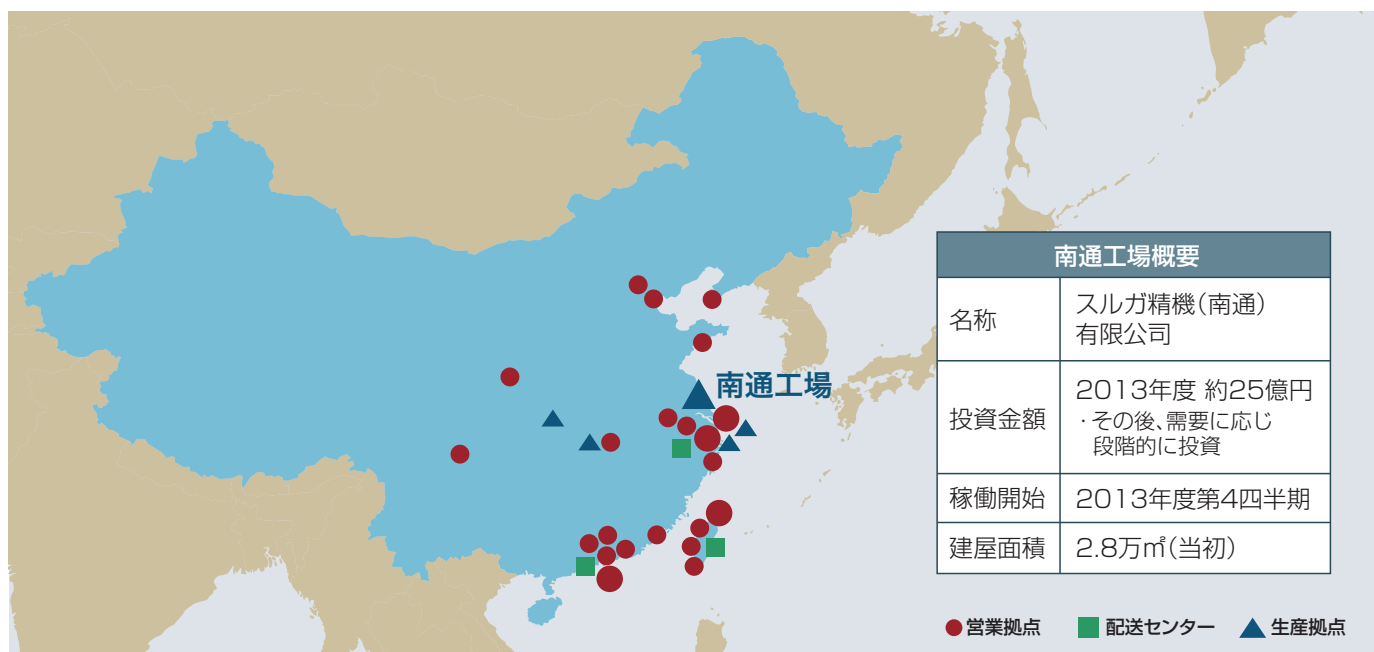 南通工場
南通工場概要
名称
スルガ精機(南通)
有限公司
投資金額
2013年度 約25億円
・その後、需要に応じ
段階的に投資
稼働開始
2013年度第4四半期
建屋面積
2.8万㎡(当初)
営業拠点
配送センター
生産拠点